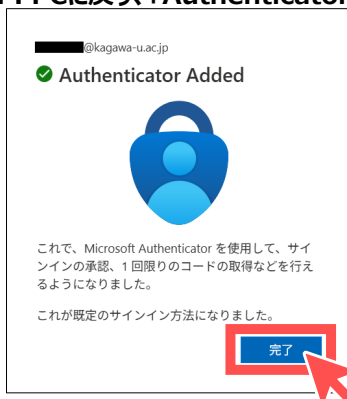 @kagawa-u.ac.jp
Authenticator Added
これで、Microsoft Authenticator を使用して、サイ
ンインの承認、1 回限りのコードの取得などを行え
るようになりました。
これが既定のサインイン方法になりました。
完了